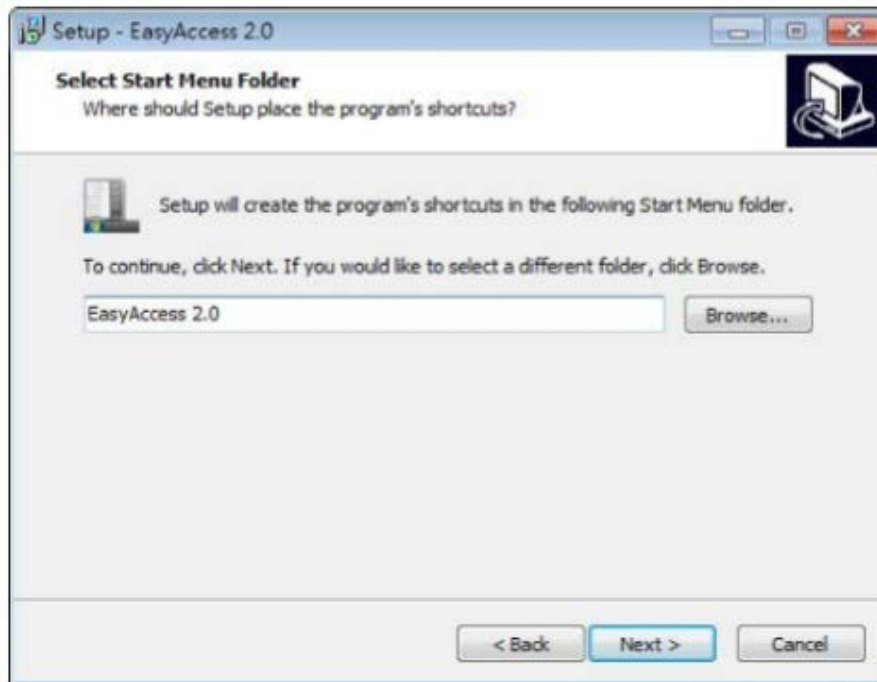 Setup - EasyAccess 2.0
Select Start Menu Folder
Where should Setup place the program's shortcuts?
Setup will create the program's shortcuts in the following Start Menu folder.
To continue, click Next. If you would like to select a different folder, click Browse.
EasyAccess 2.0
Browse...
< Back
Next >
Cancel